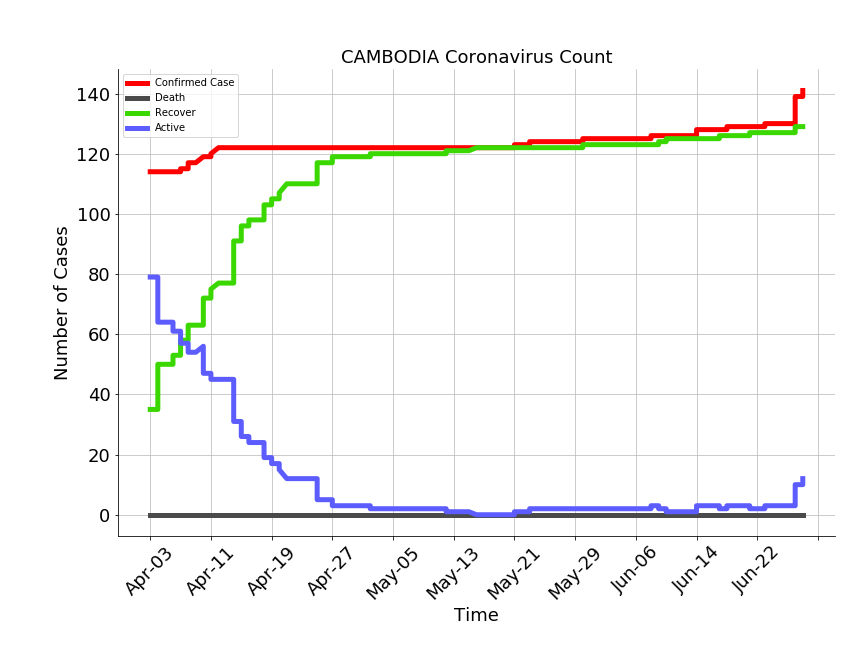 CAMBODIA Coronavirus Count
Confirmed Case
Death
Recover
Active
Number of Cases
140
120
100
80
60
40
20
0
Apr-03
Apr-11
Apr-19
Apr-27
May-05
May-13
May-21
May-29
Jun-06
Jun-14
Jun-22
Time